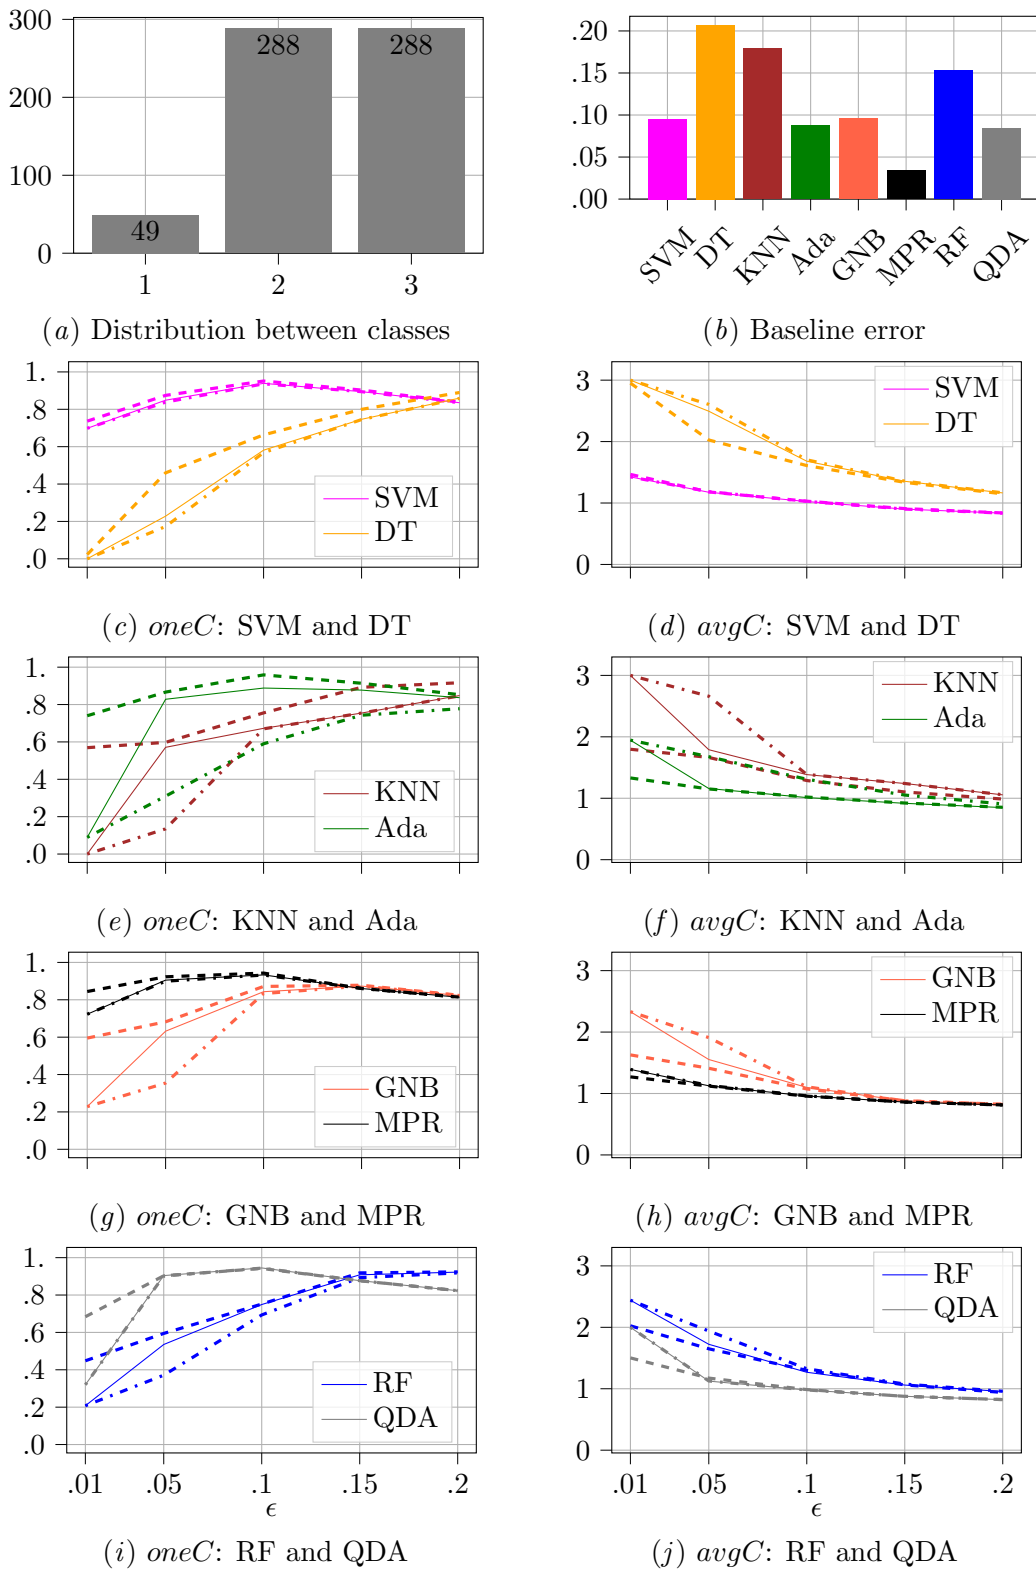 300
200
100
0
49
288
288
1
2
3
(a) Distribution between classes
.20
.15
.10
.05
.00
SVM
DT
KNN
Ada
GNB
MPR
RF
QDA
(b) Baseline error
1.
.8
.6
.4
.2
.0
SVM
DT
(c) oneC: SVM and DT
3
2
1
0
SVM
DT
(d) avgC: SVM and DT
1.
.8
.6
.4
.2
.0
KNN
Ada
(e) oneC: KNN and Ada
3
2
1
0
KNN
Ada
(f) avgC: KNN and Ada
1.
.8
.6
.4
.2
.0
GNB
MPR
(g) oneC: GNB and MPR
3
2
1
0
GNB
MPR
(h) avgC: GNB and MPR
1.
.8
.6
.4
.2
.0
RF
QDA
.01 .05 .1 .15 .2
ϵ
(i) oneC: RF and QDA
3
2
1
0
RF
QDA
.01 .05 .1 .15 .2
ϵ
(j) avgC: RF and QDA